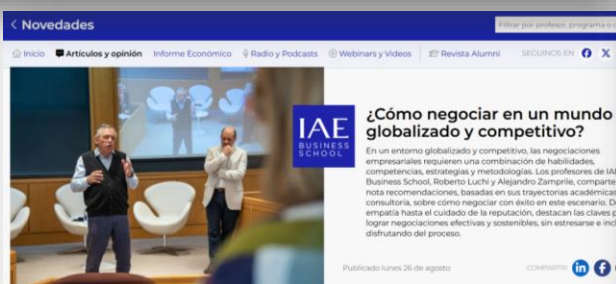 < Novedades
Filtrar por profesor, programa o
Inicio Artículos y opinión Informe Económico Radio y Podcasts Webinars y Videos Revista Alumni SEGUINOS EN
IAE
BUSINESS
SCHOOL
¿Cómo negociar en un mundo
globalizado y competitivo?
En un entorno globalizado y competitivo, las negociaciones
empresariales requieren una combinación de habilidades,
competencias, estrategias y metodologías. Los profesores de IAE
Business School, Roberto Luchi y Alejandro Zamprile, comparte
nota recomendaciones, basadas en sus trayectorias académicas
consultoría, sobre cómo negociar con éxito en este escenario. D
empatía hasta el cuidado de la reputación, destacan las claves p
lograr negociaciones efectivas y sostenibles, sin estresarse e incl
disfrutando del proceso.
Publicado lunes 26 de agosto
COMPARTIR